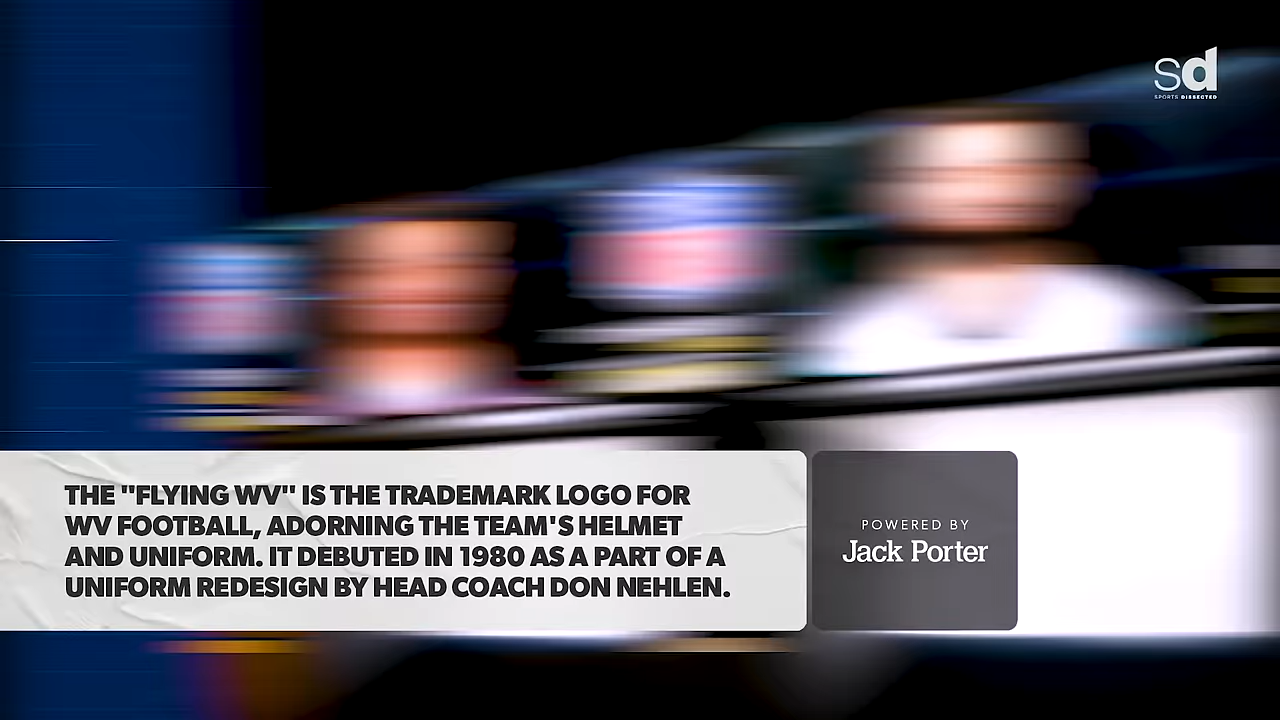 sd
SPORTS DISSECTED
THE "FLYING WV" IS THE TRADEMARK LOGO FOR
WV FOOTBALL, ADORNING THE TEAM'S HELMET
AND UNIFORM. IT DEBUTED IN 1980 AS A PART OF A
UNIFORM REDESIGN BY HEAD COACH DON NEHLEN.
POWERED BY
Jack Porter